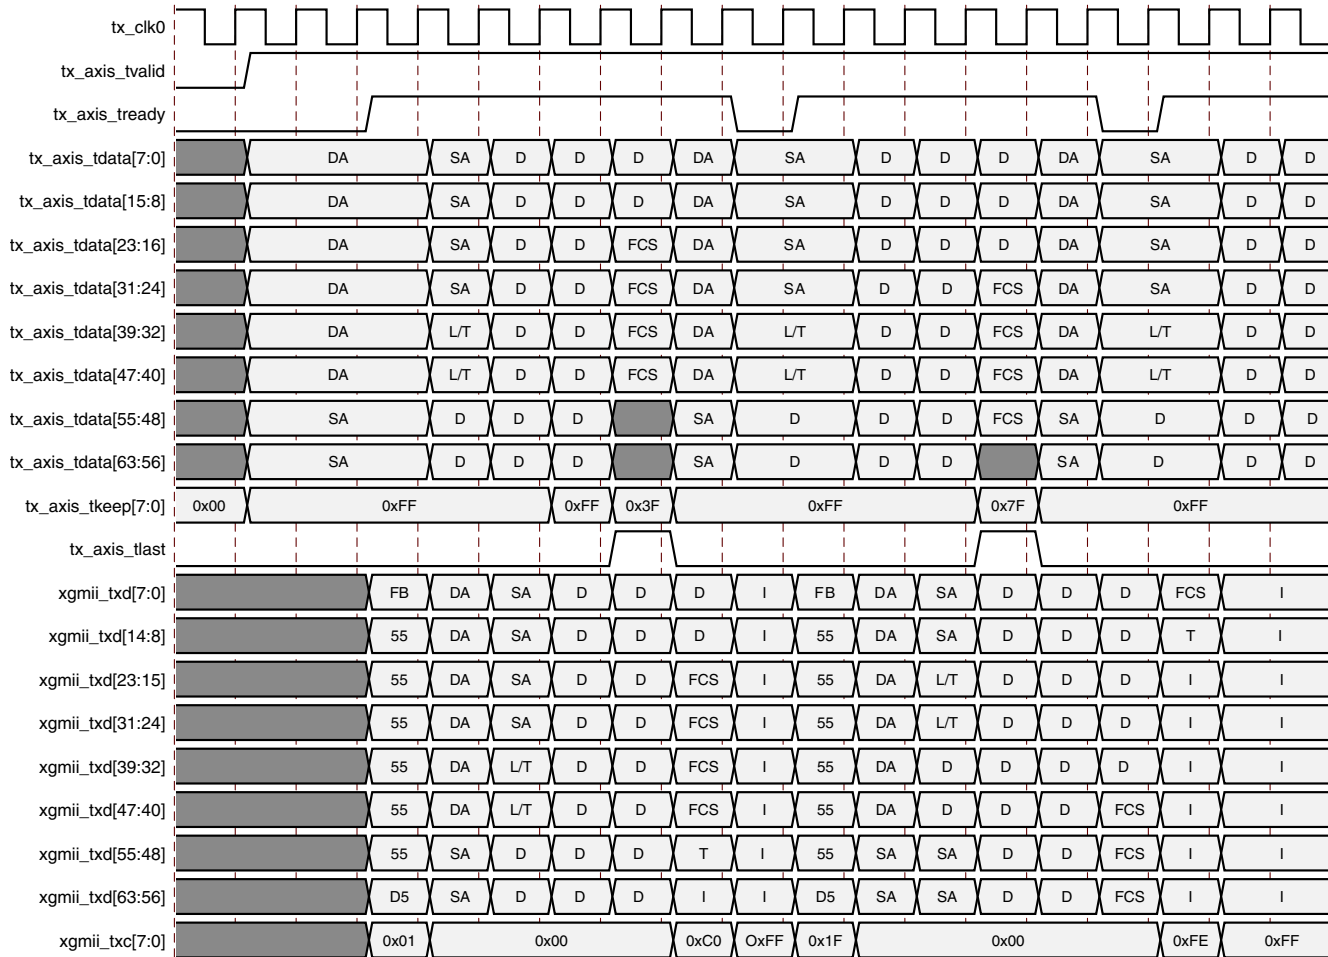 tx_clk0
tx_axis_tvalid
tx_axis_tready
tx_axis_tdata[7:0] DA SA D D D DA SA D D D DA SA D D
tx_axis_tdata[15:8] DA SA D D D DA SA D D D DA SA D D
tx_axis_tdata[23:16] DA SA D D FCS DA SA D D D DA SA D D
tx_axis_tdata[31:24] DA SA D D FCS DA SA D D FCS DA SA D D
tx_axis_tdata[39:32] DA L/T D D FCS DA L/T D D FCS DA L/T D D
tx_axis_tdata[47:40] DA L/T D D FCS DA L/T D D FCS DA L/T D D
tx_axis_tdata[55:48] SA D D D SA D D D FCS SA D D D
tx_axis_tdata[63:56] SA D D D SA D D D SA D D D
tx_axis_tkeep[7:0] 0x00 0xFF 0xFF 0x3F 0xFF 0x7F 0xFF
tx_axis_tlast
xgmii_txd[7:0] FB DA SA D D D I FB DA SA D D D FCS I
xgmii_txd[14:8] 55 DA SA D D D I 55 DA SA D D D T I
xgmii_txd[23:15] 55 DA SA D D FCS I 55 DA L/T D D D I I
xgmii_txd[31:24] 55 DA SA D D FCS I 55 DA L/T D D D I I
xgmii_txd[39:32] 55 DA L/T D D FCS I 55 DA D D D D I I
xgmii_txd[47:40] 55 DA L/T D D FCS I 55 DA D D D FCS I I
xgmii_txd[55:48] 55 SA D D D T I 55 SA SA D D FCS I I
xgmii_txd[63:56] D5 SA D D D I I D5 SA SA D D FCS I I
xgmii_txc[7:0] 0x01 0x00 0xC0 OxFF 0x1F 0x00 0xFE 0xFF